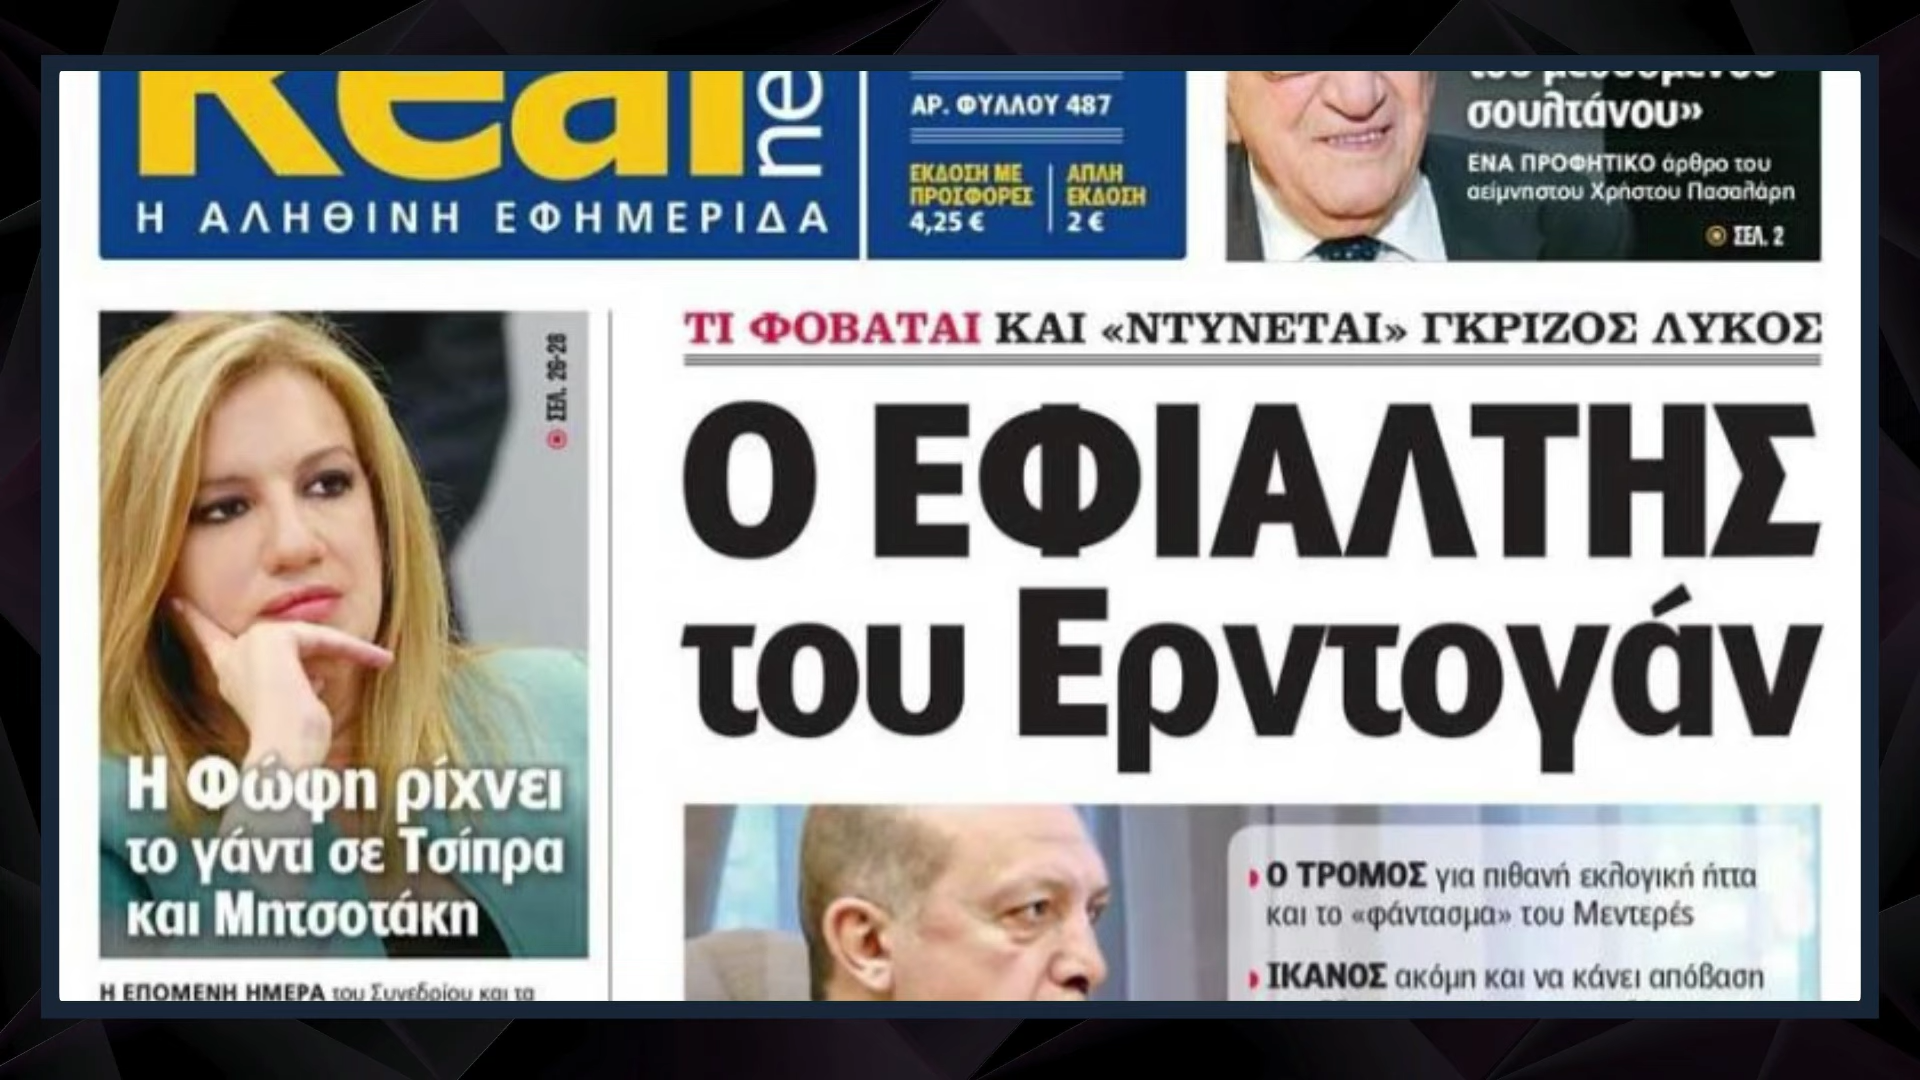 Real
ne
Η ΑΛΗΘΙΝΗ ΕΦΗΜΕΡΙΔΑ
ΑΡ. ΦΥΛΛΟΥ 487
ΕΚΔΟΣΗ ΜΕ
ΠΡΟΣΦΟΡΕΣ
4,25 €
ΑΠΛΗ
ΕΚΔΟΣΗ
2 €
σουλτάνου»
ΕΝΑ ΠΡΟΦΗΤΙΚΟ άρθρο του
αείμνηστου Χρήστου Πασαλάρη
ΣΕΛ. 2
ΣΕΛ. 26-28
Η Φώφη ρίχνει
το γάντι σε Τσίπρα
και Μητσοτάκη
Η ΕΠΟΜΕΝΗ ΗΜΕΡΑ του Συνεδρίου και τα
ΤΙ ΦΟΒΑΤΑΙ ΚΑΙ «ΝΤΥΝΕΤΑΙ» ΓΚΡΙΖΟΣ ΛΥΚΟΣ
Ο ΕΦΙΑΛΤΗΣ
του Ερντογάν
Ο ΤΡΟΜΟΣ για πιθανή εκλογική ήττα
και το «φάντασμα» του Μεντερές
ΙΚΑΝΟΣ ακόμη και να κάνει απόβαση